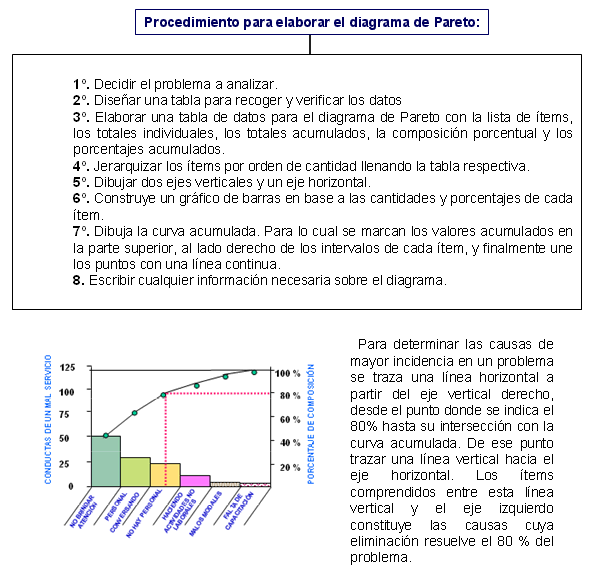 Procedimiento para elaborar el diagrama de Pareto:
1º. Decidir el problema a analizar.
2º. Diseñar una tabla para recoger y verificar los datos
3º. Elaborar una tabla de datos para el diagrama de Pareto con la lista de ítems,
los totales individuales, los totales acumulados, la composición porcentual y los
porcentajes acumulados.
4º. Jerarquizar los ítems por orden de cantidad llenando la tabla respectiva.
5º. Dibujar dos ejes verticales y un eje horizontal.
6º. Construye un gráfico de barras en base a las cantidades y porcentajes de cada
ítem.
7º. Dibuja la curva acumulada. Para lo cual se marcan los valores acumulados en
la parte superior, al lado derecho de los intervalos de cada ítem, y finalmente une
los puntos con una línea continua.
8. Escribir cualquier información necesaria sobre el diagrama.
CONDUCTAS DE UN MAL SERVICIO
125
100
75
50
25
0
100 %
80 %
60 %
40 %
20 %
PORCENTAJE DE COMPOSICIÓN
NO BRINDAR
ATENCIÓN
PERSONAL
CONVERSANDO
NO HAY PERSONAL
HACIENDO
ACTIVIDADES NO
LABORALES
MALOS MODALES
FALTA DE
CAPACITACIÓN
Para determinar las causas de
mayor incidencia en un problema
se traza una línea horizontal a
partir del eje vertical derecho,
desde el punto donde se indica el
80% hasta su intersección con la
curva acumulada. De ese punto
trazar una línea vertical hacia el
eje horizontal. Los ítems
comprendidos entre esta línea
vertical y el eje izquierdo
constituye las causas cuya
eliminación resuelve el 80 % del
problema.